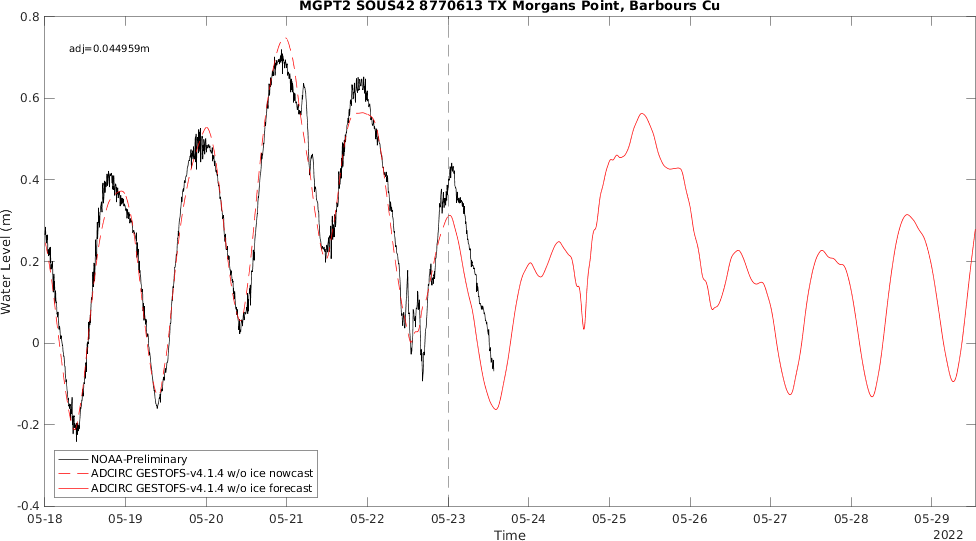 MGPT2 SOUS42 8770613 TX Morgans Point, Barbours Cu
adj=0.044959m
Water Level (m)
0.8
0.6
0.4
0.2
0
-0.2
-0.4
NOAA-Preliminary
ADCIRC GESTOFS-v4.1.4 w/o ice nowcast
ADCIRC GESTOFS-v4.1.4 w/o ice forecast
05-18 05-19 05-20 05-21 05-22 05-23 05-24 05-25 05-26 05-27 05-28 05-29
Time
2022